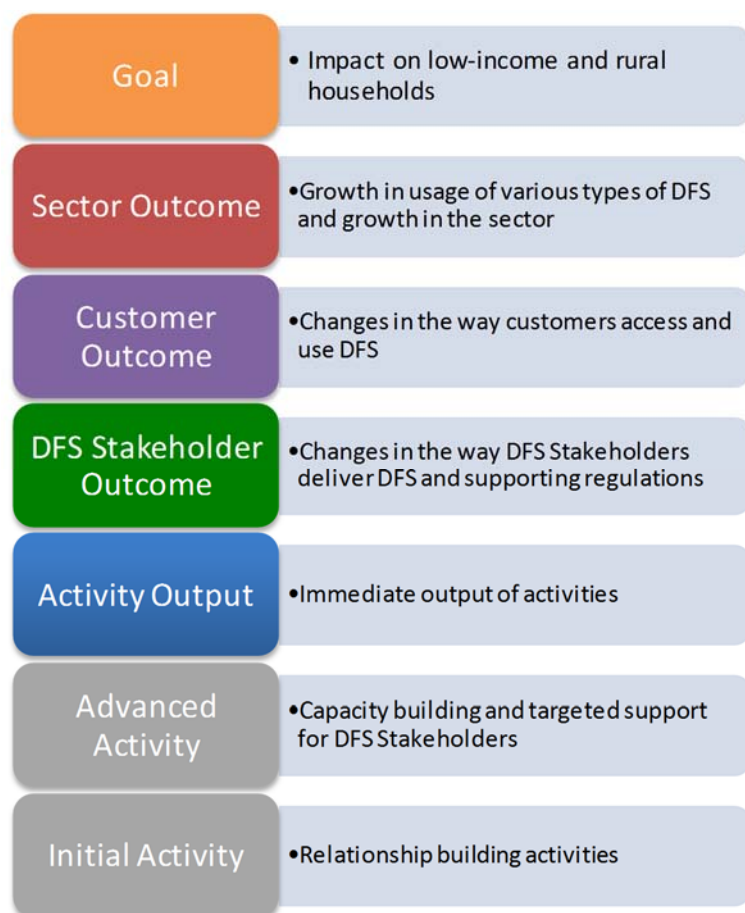 Goal
• Impact on low-income and rural
households
Sector Outcome
•Growth in usage of various types of DFS
and growth in the sector
Customer
Outcome
•Changes in the way customers access and
use DFS
DFS Stakeholder
Outcome
•Changes in the way DFS Stakeholders
deliver DFS and supporting regulations
Activity Output
•Immediate output of activities
Advanced
Activity
•Capacity building and targeted support
for DFS Stakeholders
Initial Activity
•Relationship building activities